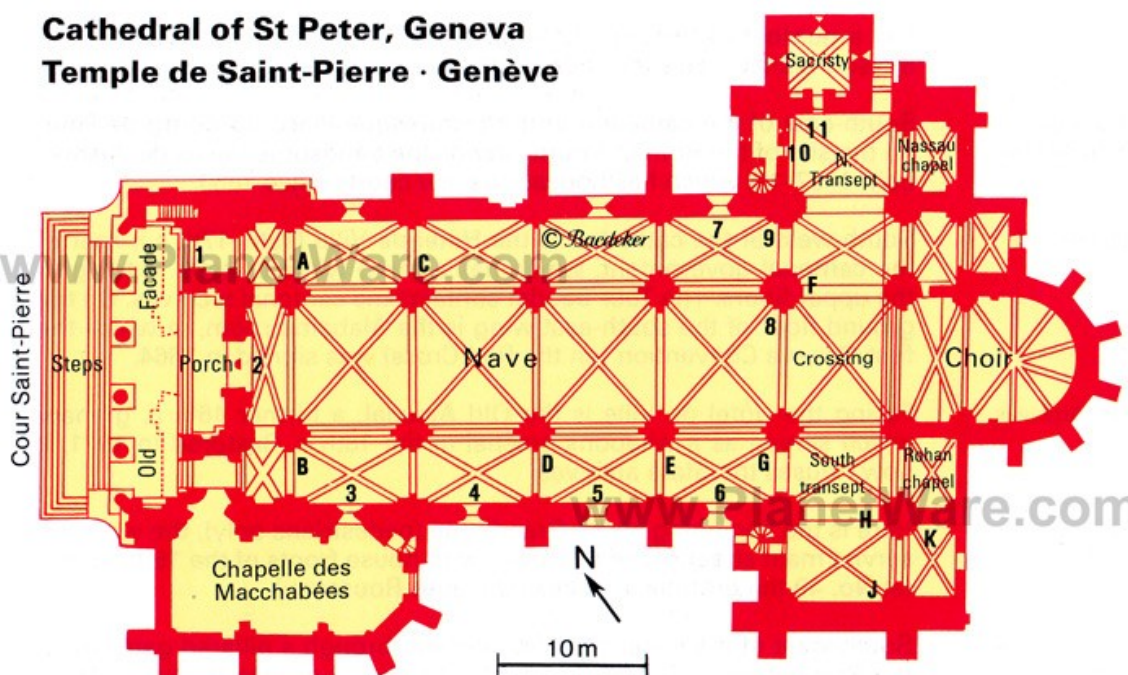 Cathedral of St Peter, Geneva
Temple de Saint-Pierre · Genève
Sacristy
11
10
N.
Transept
Nassau
chapel
© Baedeker
7
9
1
A
C
F
www.PlanetWare.com
Cour Saint-Pierre
Steps
Old
Facade
Porch
2
Nave
8
Crossing
Choir
B
D
E
G
South
transept
Rohan
chapel
3
4
5
6
www.PlanetWare.com
H
K
J
Chapelle des
Macchabées
N
10 m